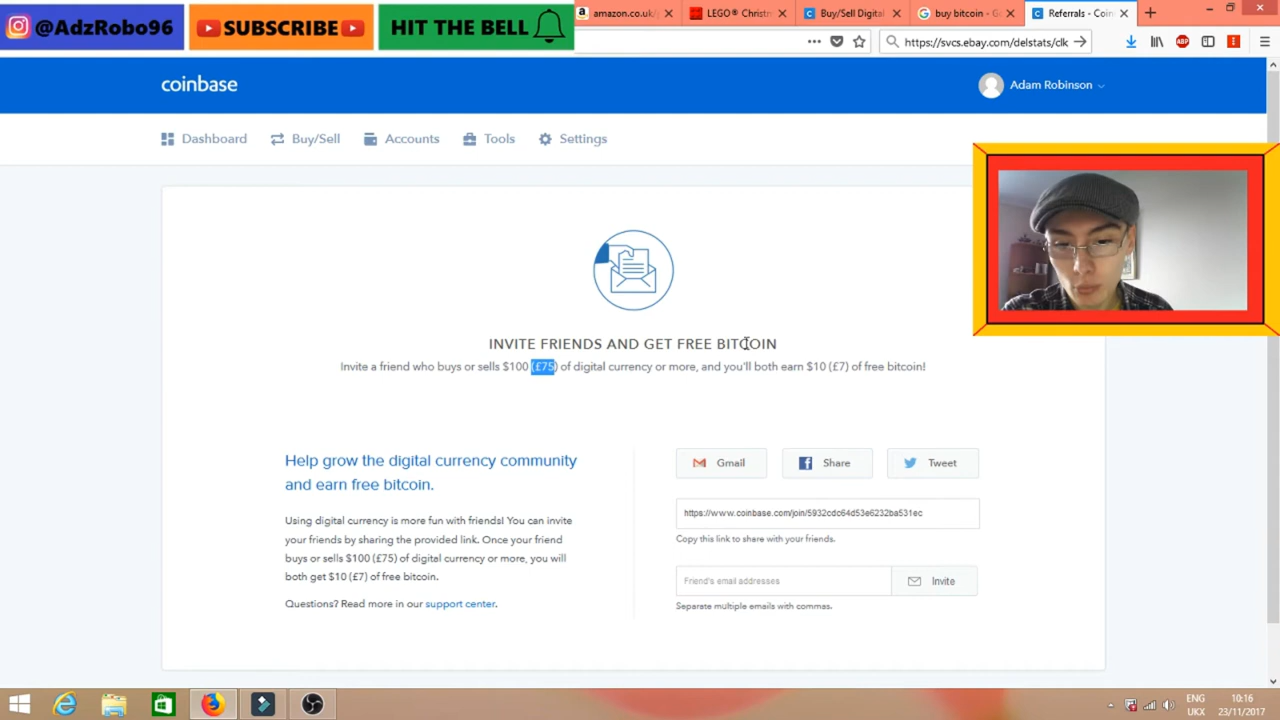 @AdzRobo96
SUBSCRIBE
HIT THE BELL
amazon.co.uk/
LEGO® Christm
Buy/Sell Digital
buy bitcoin - G
Referrals - Coin
https://svcs.ebay.com/delstats/clk
ABP
coinbase
Adam Robinson
Dashboard
Buy/Sell
Accounts
Tools
Settings
INVITE FRIENDS AND GET FREE BITCOIN
Invite a friend who buys or sells $100 (£75) of digital currency or more, and you'll both earn $10 (£7) of free bitcoin!
Help grow the digital currency community
and earn free bitcoin.
Using digital currency is more fun with friends! You can invite
your friends by sharing the provided link. Once your friend
buys or sells $100 (£75) of digital currency or more, you will
both get $10 (£7) of free bitcoin.
Questions? Read more in our support center.
Gmail
Share
Tweet
https://www.coinbase.com/join/5932cdc64d53e6232ba531ec
Copy this link to share with your friends.
Friend's email addresses
Invite
Separate multiple emails with commas.
ENG
UKX
10:16
23/11/2017